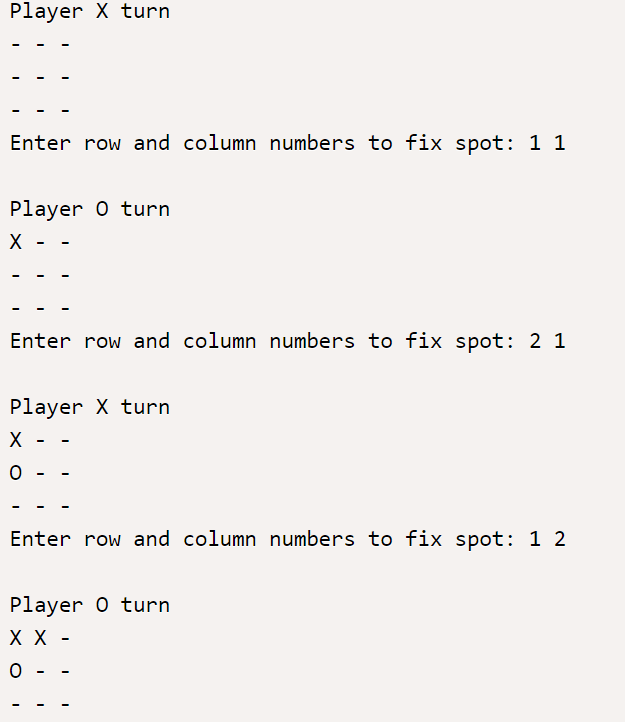 Player X turn
- - -
- - -
- - -
Enter row and column numbers to fix spot: 1 1
Player O turn
X - -
- - -
- - -
Enter row and column numbers to fix spot: 2 1
Player X turn
X - -
O - -
- - -
Enter row and column numbers to fix spot: 1 2
Player O turn
X X -
O - -
- - -